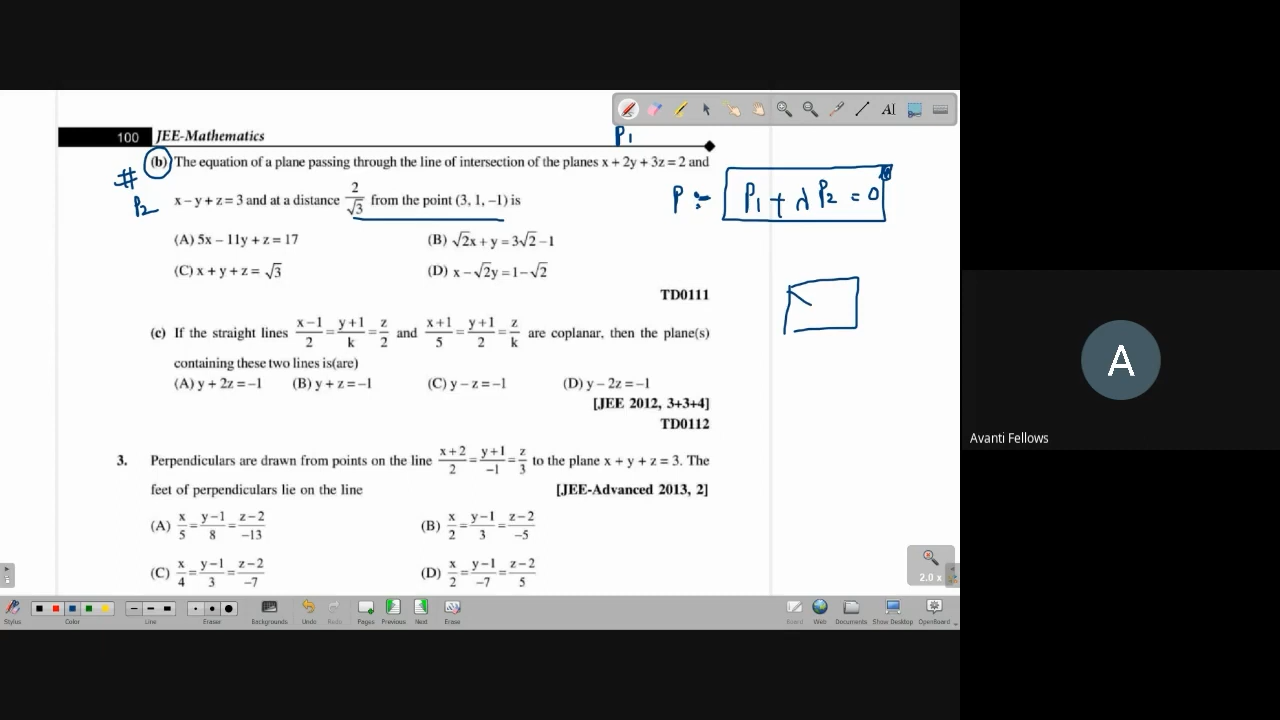 AI
P₁
100 JEE-Mathematics
# (b) The equation of a plane passing through the line of intersection of the planes x + 2y + 3z = 2 and
P₂ x – y + z = 3 and at a distance 2/√3 from the point (3, 1, –1) is
P :- P₁ + λ P₂ = 0
(A) 5x – 11y + z = 17 (B) √2x + y = 3√2 – 1
(C) x + y + z = √3 (D) x – √2y = 1 – √2
TD0111
(c) If the straight lines (x–1)/2 = (y+1)/k = z/2 and (x+1)/5 = (y+1)/2 = z/k are coplanar, then the plane(s)
containing these two lines is(are)
(A) y + 2z = –1 (B) y + z = –1 (C) y – z = –1 (D) y – 2z = –1
[JEE 2012, 3+3+4]
TD0112
3. Perpendiculars are drawn from points on the line (x+2)/2 = (y+1)/–1 = z/3 to the plane x + y + z = 3. The
feet of perpendiculars lie on the line [JEE-Advanced 2013, 2]
(A) x/5 = (y–1)/8 = (z–2)/–13 (B) x/2 = (y–1)/3 = (z–2)/–5
(C) x/4 = (y–1)/3 = (z–2)/–7 (D) x/2 = (y–1)/–7 = (z–2)/5
2.0 x
Stylus Color Line Eraser Backgrounds Undo Redo Pages Previous Next Erase Board Web Documents Show Desktop OpenBoard
A
Avanti Fellows